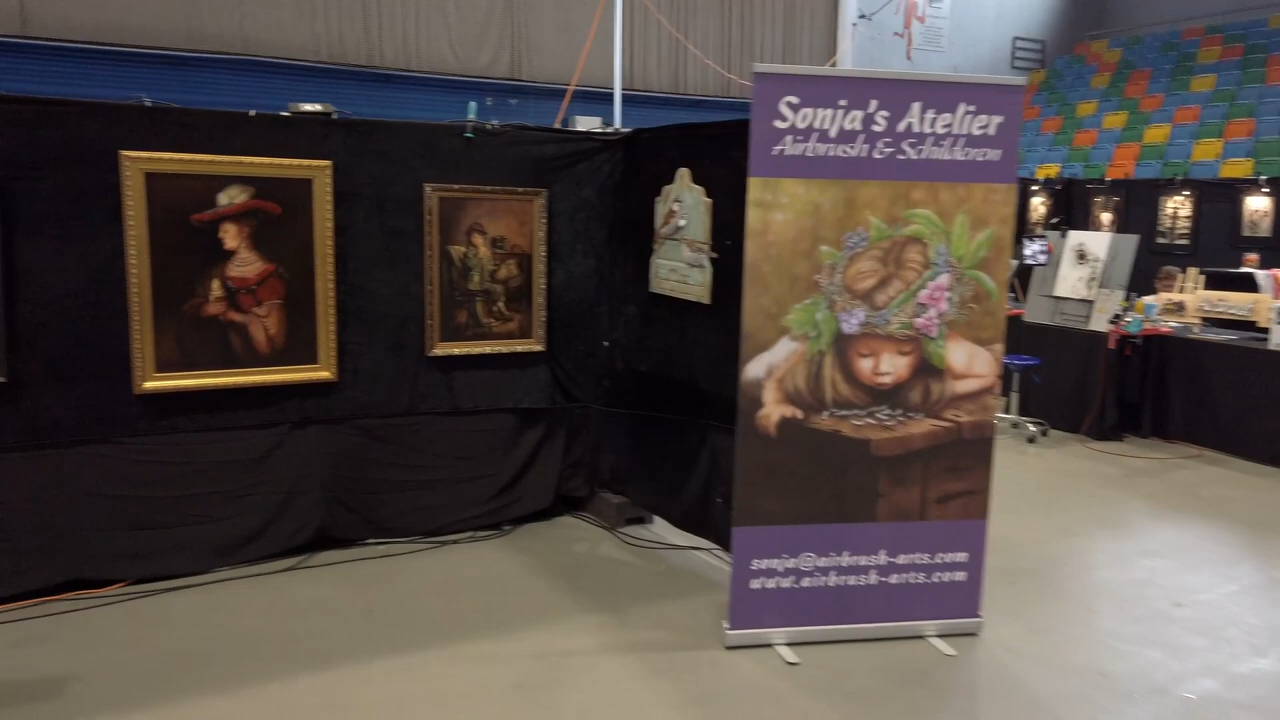 Sonja's Atelier
Airbrush & Schilderen
sonja@airbrush-arts.com
www.airbrush-arts.com